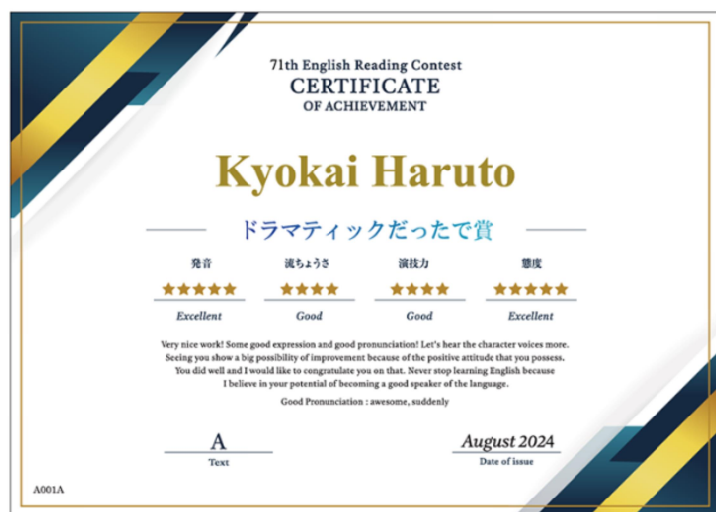 71th English Reading Contest
CERTIFICATE
OF ACHIEVEMENT
Kyokai Haruto
ドラマティックだったで賞
発音 流ちょうさ 演技力 態度
★★★★★ ★★★★ ★★★★ ★★★★★
Excellent Good Good Excellent
Very nice work! Some good expression and good pronunciation! Let's hear the character voices more.
Seeing you show a big possibility of improvement because of the positive attitude that you possess.
You did well and I would like to congratulate you on that. Never stop learning English because
I believe in your potential of becoming a good speaker of the language.
Good Pronunciation : awesome, suddenly
A August 2024
Text Date of issue
A001A